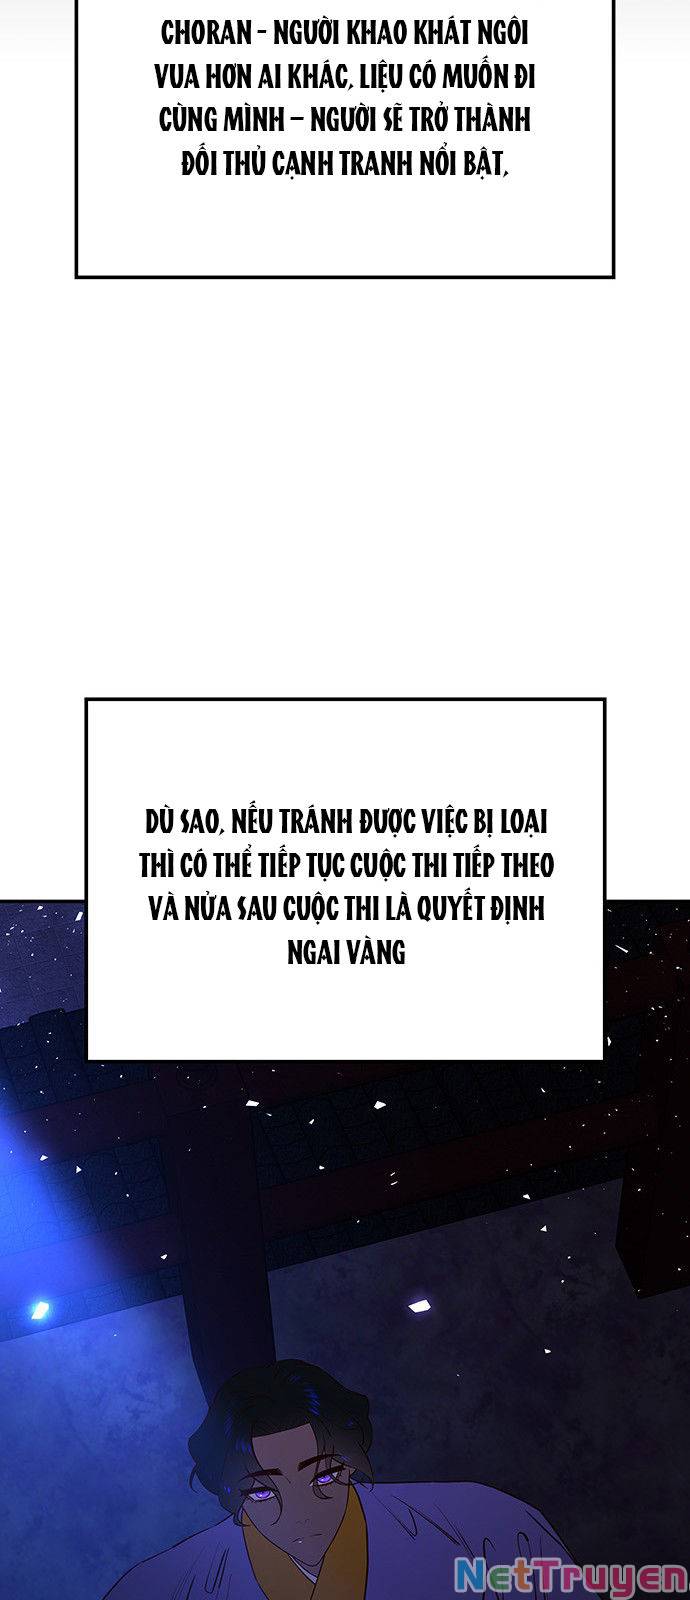 CHORAN - NGƯỜI KHAO KHÁT NGÔI
VUA HƠN AI KHÁC, LIỆU CÓ MUỐN ĐI
CÙNG MÌNH – NGƯỜI SẼ TRỞ THÀNH
ĐỐI THỦ CẠNH TRANH NỔI BẬT,
DÙ SAO, NẾU TRÁNH ĐƯỢC VIỆC BỊ LOẠI
THÌ CÓ THỂ TIẾP TỤC CUỘC THI TIẾP THEO
VÀ NỬA SAU CUỘC THI LÀ QUYẾT ĐỊNH
NGAI VÀNG
NetTruyen